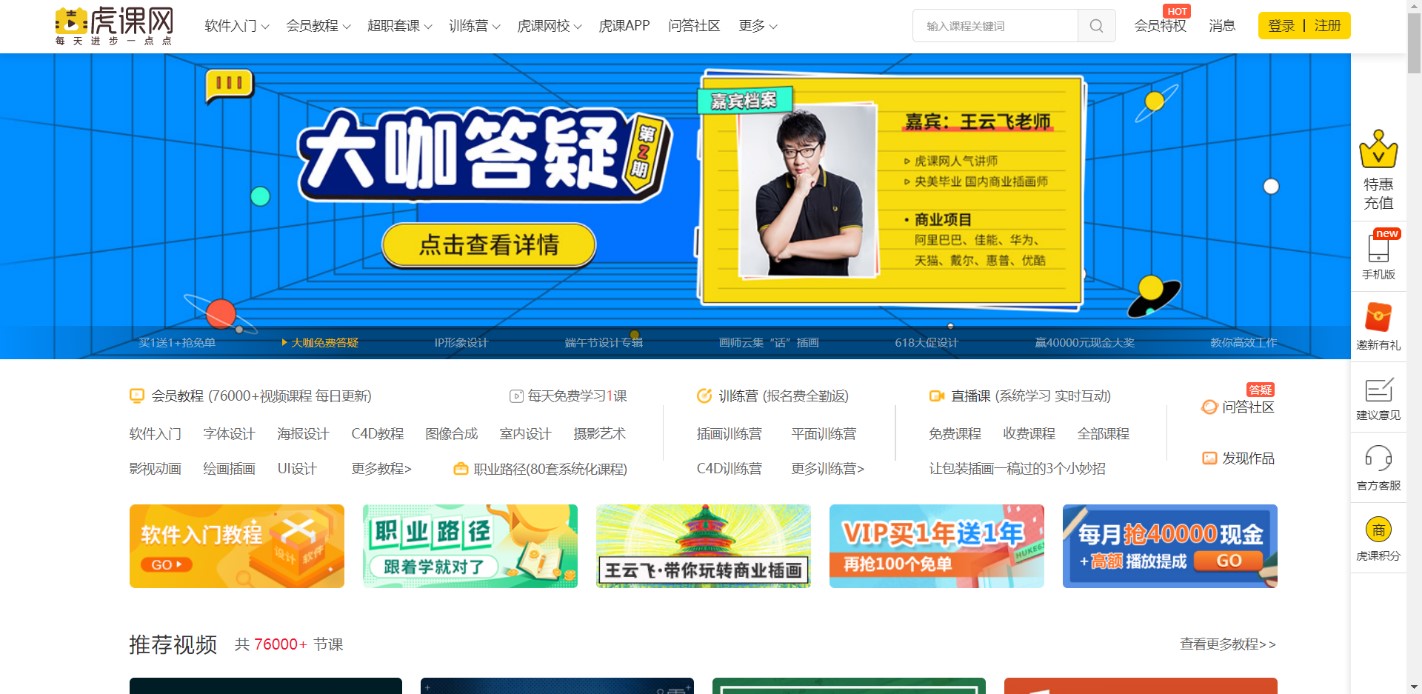 虎课网
每天进步一点点
软件入门 会员教程 超职套课 训练营 虎课网校 虎课APP 问答社区 更多
输入课程关键词
HOT
会员特权 消息 登录 | 注册
大咖答疑
第2期
点击查看详情
嘉宾档案
嘉宾：王云飞老师
虎课网人气讲师
央美毕业 国内商业插画师
商业项目
阿里巴巴、佳能、华为、
天猫、戴尔、惠普、优酷
买1送1+抢免单 大咖免费答疑 IP形象设计 端午节设计专辑 画师云集“话”插画 618大促设计 赢40000元现金大奖 教你高效工作
特惠
充值
new
手机版
邀新有礼
建议意见
官方客服
商
虎课积分
会员教程 (76000+视频课程 每日更新) 每天免费学习1课
软件入门 字体设计 海报设计 C4D教程 图像合成 室内设计 摄影艺术
影视动画 绘画插画 UI设计 更多教程> 职业路径(80套系统化课程)
训练营 (报名费全勤返)
插画训练营 平面训练营
C4D训练营 更多训练营>
直播课 (系统学习 实时互动)
免费课程 收费课程 全部课程
让包装插画一稿过的3个小妙招
答疑
问答社区
发现作品
软件入门教程
GO
设计 软件
职业路径
跟着学就对了
王云飞·带你玩转商业插画
VIP买1年送1年
再抢100个免单
HUKE88
每月抢40000现金
+高额播放提成 GO
推荐视频 共 76000+ 节课
查看更多教程>>